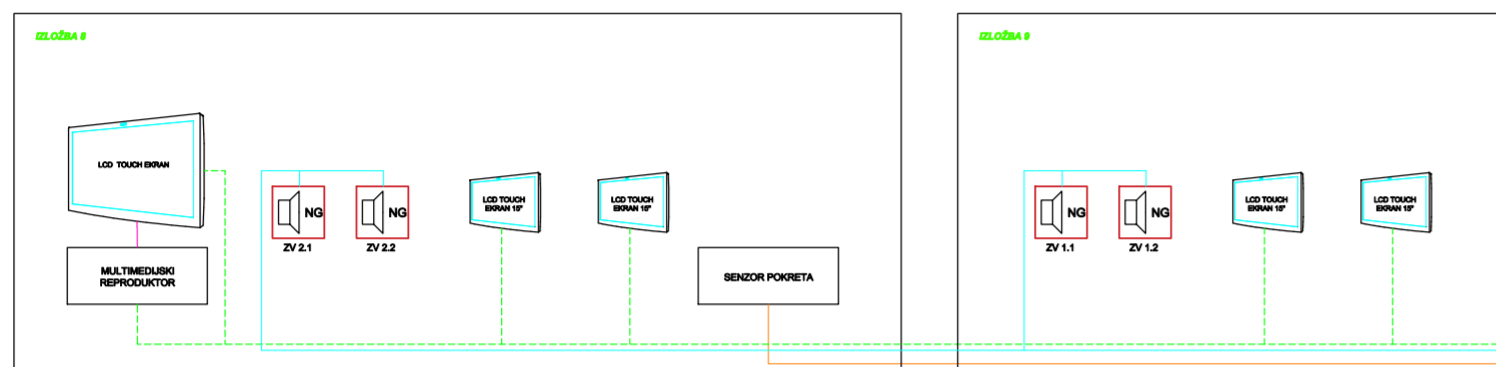 IZLOŽBA 8
LCD TOUCH EKRAN
MULTIMEDIJSKI
REPRODUKTOR
NG
ZV 2.1
NG
ZV 2.2
LCD TOUCH
EKRAN 15"
LCD TOUCH
EKRAN 15"
SENZOR POKRETA
IZLOŽBA 9
NG
ZV 1.1
NG
ZV 1.2
LCD TOUCH
EKRAN 15"
LCD TOUCH
EKRAN 15"